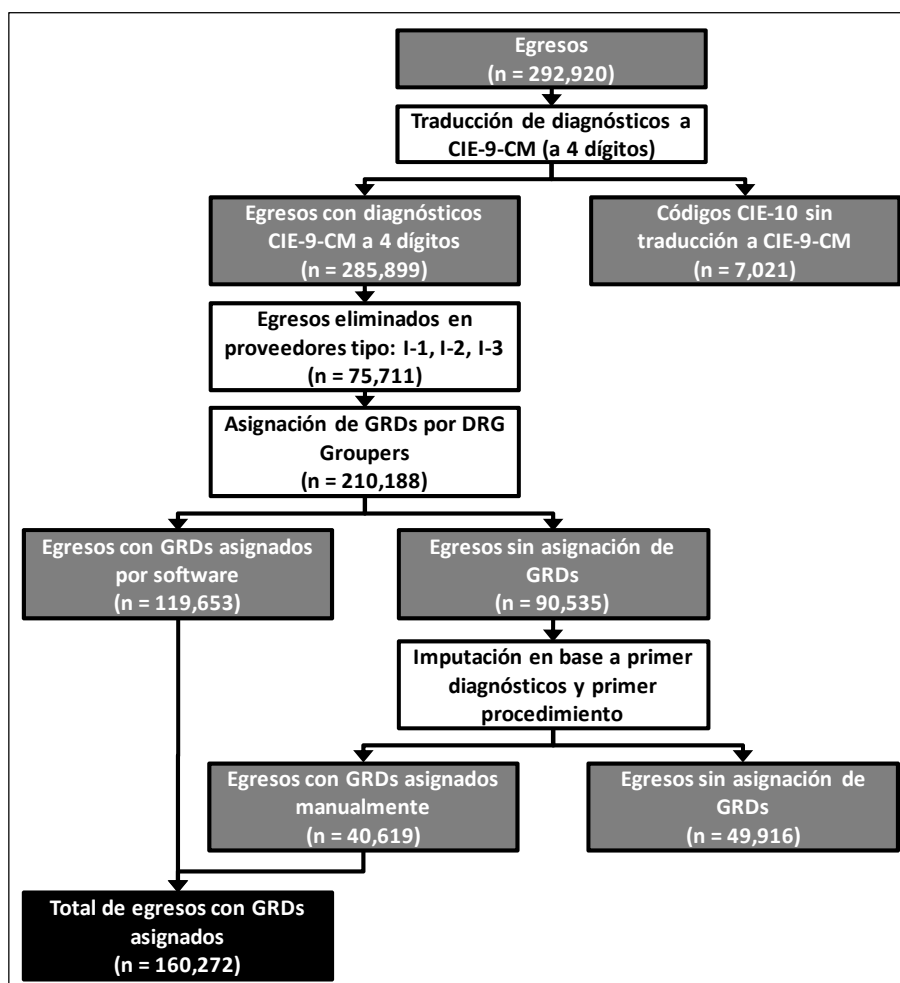 Egresos
(n = 292,920)
Traducción de diagnósticos a
CIE-9-CM (a 4 dígitos)
Egresos con diagnósticos
CIE-9-CM a 4 dígitos
(n = 285,899)
Códigos CIE-10 sin
traducción a CIE-9-CM
(n = 7,021)
Egresos eliminados en
proveedores tipo: I-1, I-2, I-3
(n = 75,711)
Asignación de GRDs por DRG
Groupers
(n = 210,188)
Egresos con GRDs asignados
por software
(n = 119,653)
Egresos sin asignación de
GRDs
(n = 90,535)
Imputación en base a primer
diagnósticos y primer
procedimiento
Egresos con GRDs asignados
manualmente
(n = 40,619)
Egresos sin asignación de
GRDs
(n = 49,916)
Total de egresos con GRDs
asignados
(n = 160,272)